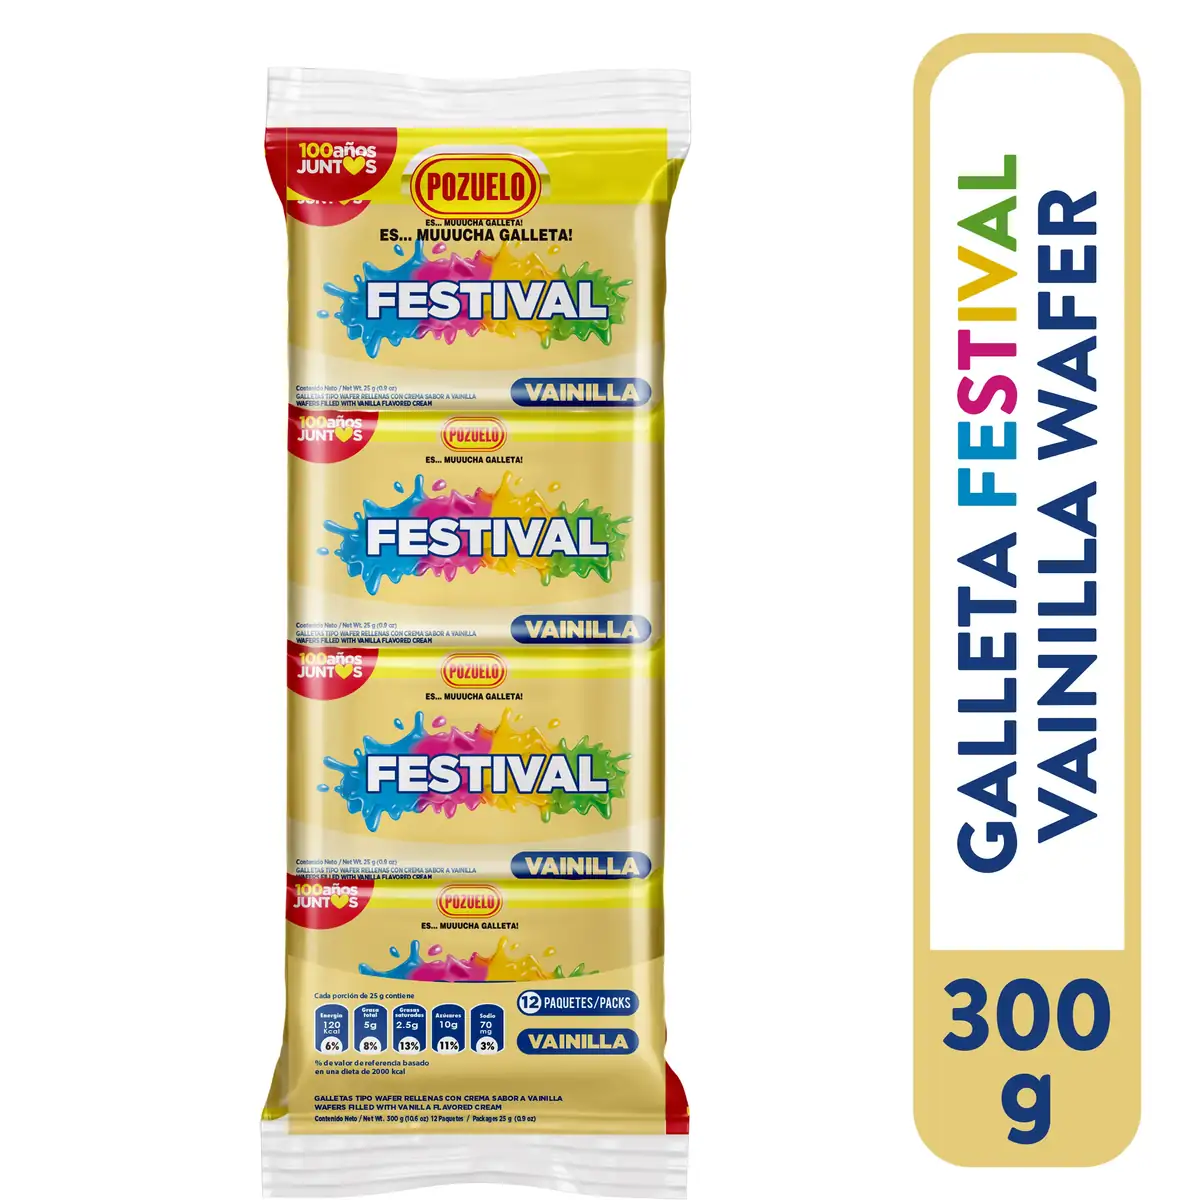 100años
JUNTOS
POZUELO
ES... MUUUCHA GALLETA!
ES... MUUUCHA GALLETA!
FESTIVAL
Contenido Neto / Net Wt. 25 g (0.9 oz)
GALLETAS TIPO WAFER RELLENAS CON CREMA SABOR A VAINILLA
WAFERS FILLED WITH VANILLA FLAVORED CREAM
VAINILLA
100años
JUNTOS
POZUELO
ES... MUUUCHA GALLETA!
FESTIVAL
Contenido Neto / Net Wt. 25 g (0.9 oz)
GALLETAS TIPO WAFER RELLENAS CON CREMA SABOR A VAINILLA
WAFERS FILLED WITH VANILLA FLAVORED CREAM
VAINILLA
100años
JUNTOS
POZUELO
ES... MUUUCHA GALLETA!
FESTIVAL
Contenido Neto / Net Wt. 25 g (0.9 oz)
GALLETAS TIPO WAFER RELLENAS CON CREMA SABOR A VAINILLA
WAFERS FILLED WITH VANILLA FLAVORED CREAM
VAINILLA
100años
JUNTOS
POZUELO
ES... MUUUCHA GALLETA!
Cada porción de 25 g contiene
Energía 120 Kcal 6%
Grasa total 5g 8%
Grasas saturadas 2.5g 13%
Azúcares 10g 11%
Sodio 70 mg 3%
% de valor de referencia basado
en una dieta de 2000 kcal
12 PAQUETES/PACKS
VAINILLA
GALLETAS TIPO WAFER RELLENAS CON CREMA SABOR A VAINILLA
WAFERS FILLED WITH VANILLA FLAVORED CREAM
Contenido Neto / Net Wt. 300 g (10.6 oz) 12 Paquetes / Packages 25 g (0.9 oz)
GALLETA FESTIVAL
VAINILLA WAFER
300
g